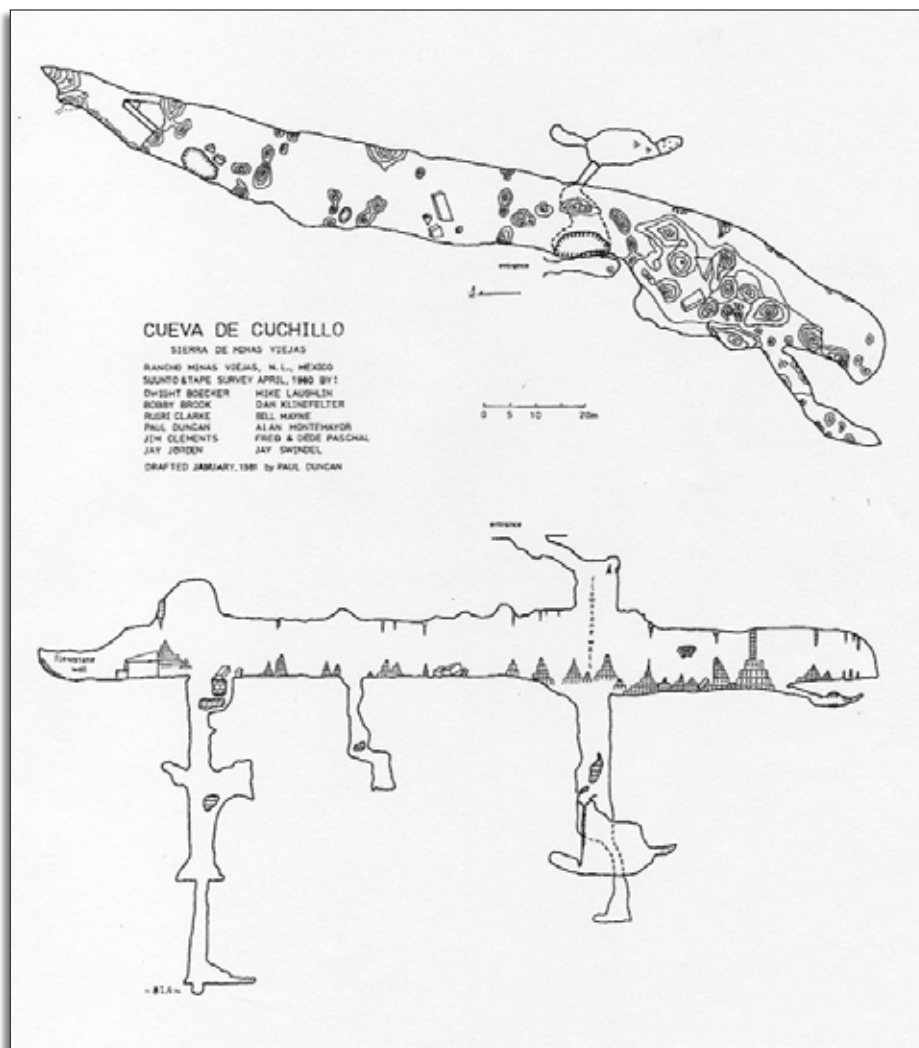 entrance
CUEVA DE CUCHILLO
SIERRA DE MINAS VIEJAS
RANCHO MINAS VIEJAS, N.L., MEXICO
SUUNTO & TAPE SURVEY APRIL, 1980 BY:
DWIGHT BOECKER MIKE LAUGHLIN
BOBBY BROOK DAN KLINEFELTER
CLARKE BILL MAYNE
PAUL DUNCAN ALAN MONTEMAYOR
JIM CLEMENTS FRED & DEDE PASCHAL
JAY JORDEN JAY SWINDEL
DRAFTED JANUARY, 1981 by PAUL DUNCAN
0 5 10 20m
entrance
flowstone
wall